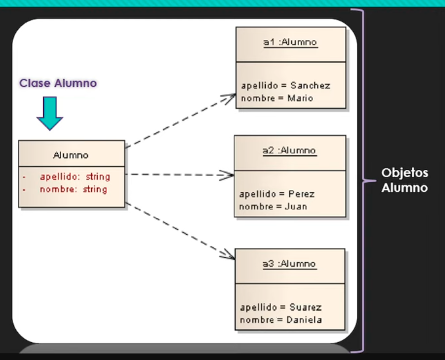 Clase Alumno
Alumno
- apellido: string
- nombre: string
a1 :Alumno
apellido = Sanchez
nombre = Mario
a2 :Alumno
apellido = Perez
nombre = Juan
a3 :Alumno
apellido = Suarez
nombre = Daniela
Objetos
Alumno